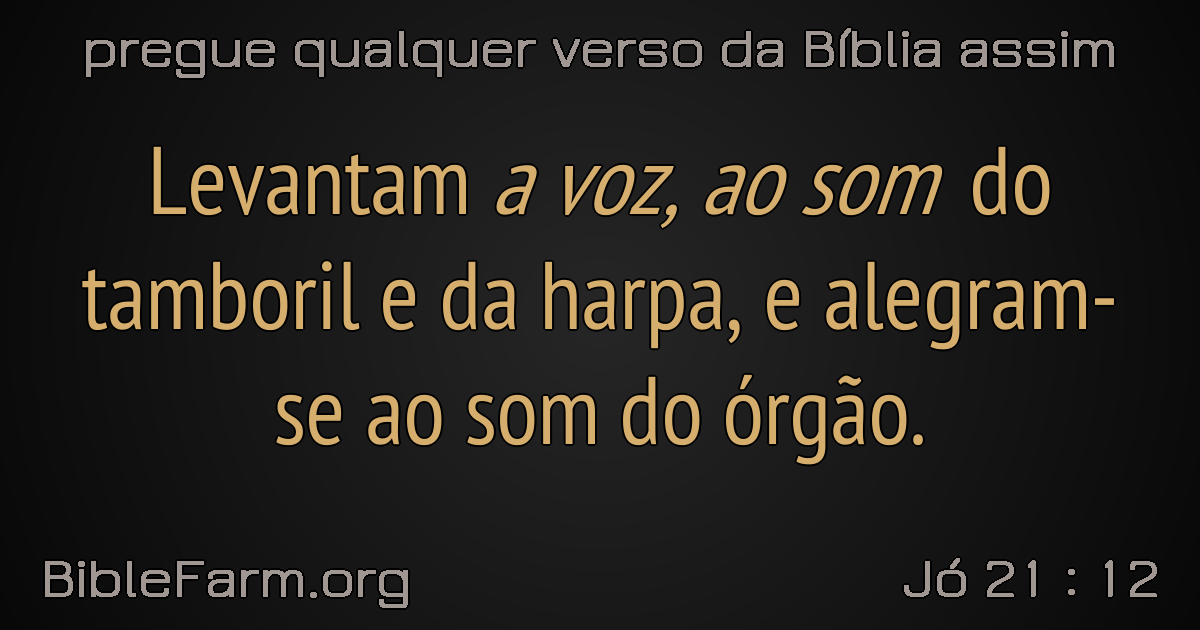 pregue qualquer verso da Bíblia assim
Levantam a voz, ao som do
tamboril e da harpa, e alegram-
se ao som do órgão.
BibleFarm.org
Jó 21 : 12